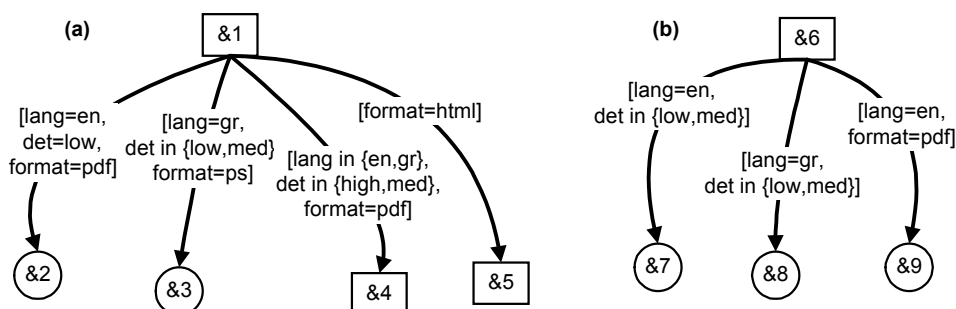 (a)
&1
[lang=en,
det=low,
format=pdf]
[lang=gr,
det in {low,med}
format=ps]
[lang in {en,gr},
det in {high,med},
format=pdf]
[format=html]
&2
&3
&4
&5
(b)
&6
[lang=en,
det in {low,med}]
[lang=gr,
det in {low,med}]
[lang=en,
format=pdf]
&7
&8
&9